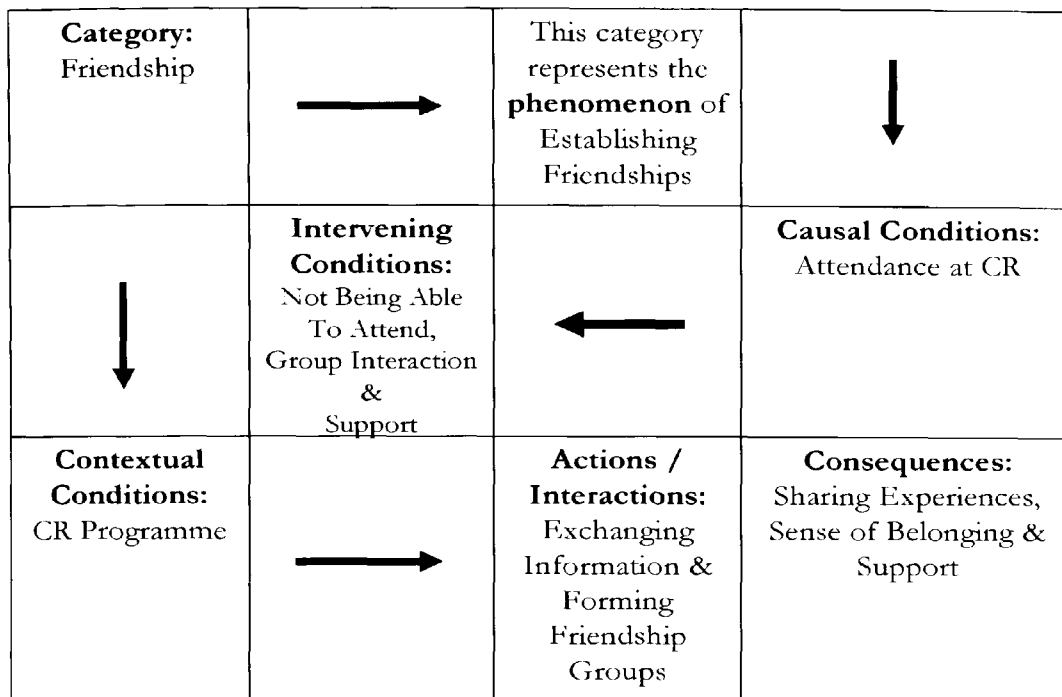 Category:
Friendship
This category
represents the
phenomenon of
Establishing
Friendships
Intervening
Conditions:
Not Being Able
To Attend,
Group Interaction
&
Support
Causal Conditions:
Attendance at CR
Contextual
Conditions:
CR Programme
Actions /
Interactions:
Exchanging
Information &
Forming
Friendship
Groups
Consequences:
Sharing Experiences,
Sense of Belonging &
Support